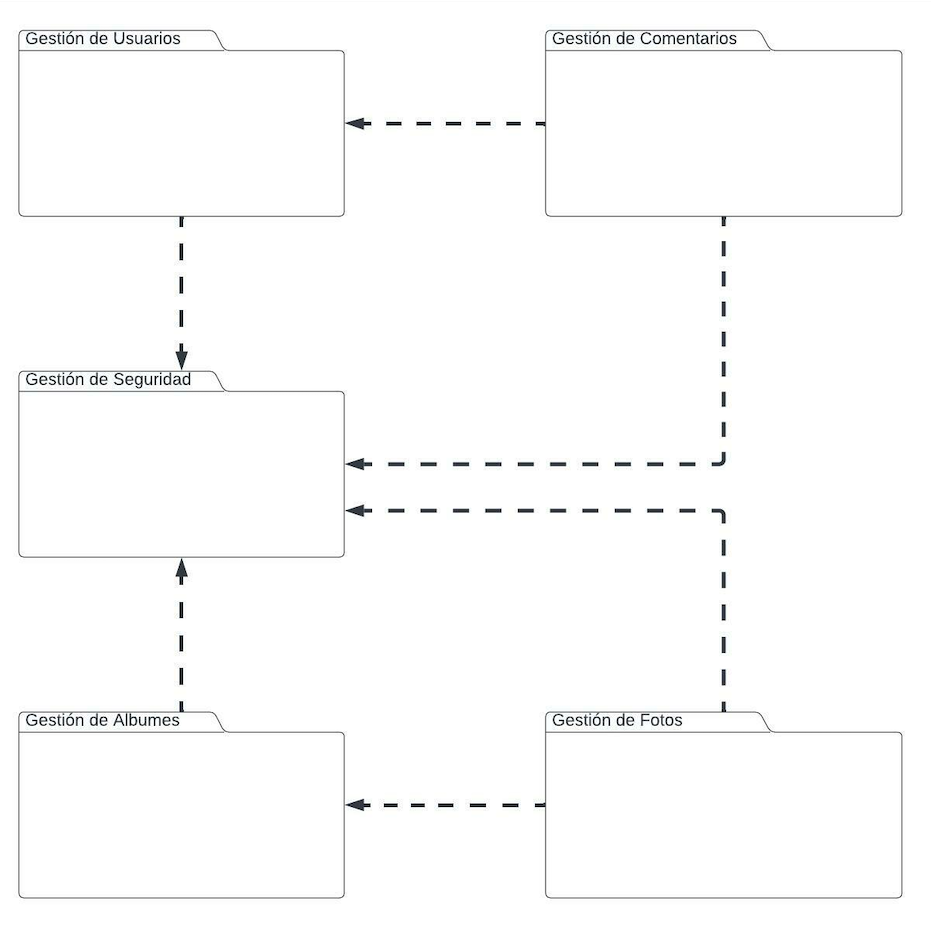 Gestión de Usuarios
Gestión de Comentarios
Gestión de Seguridad
Gestión de Albumes
Gestión de Fotos